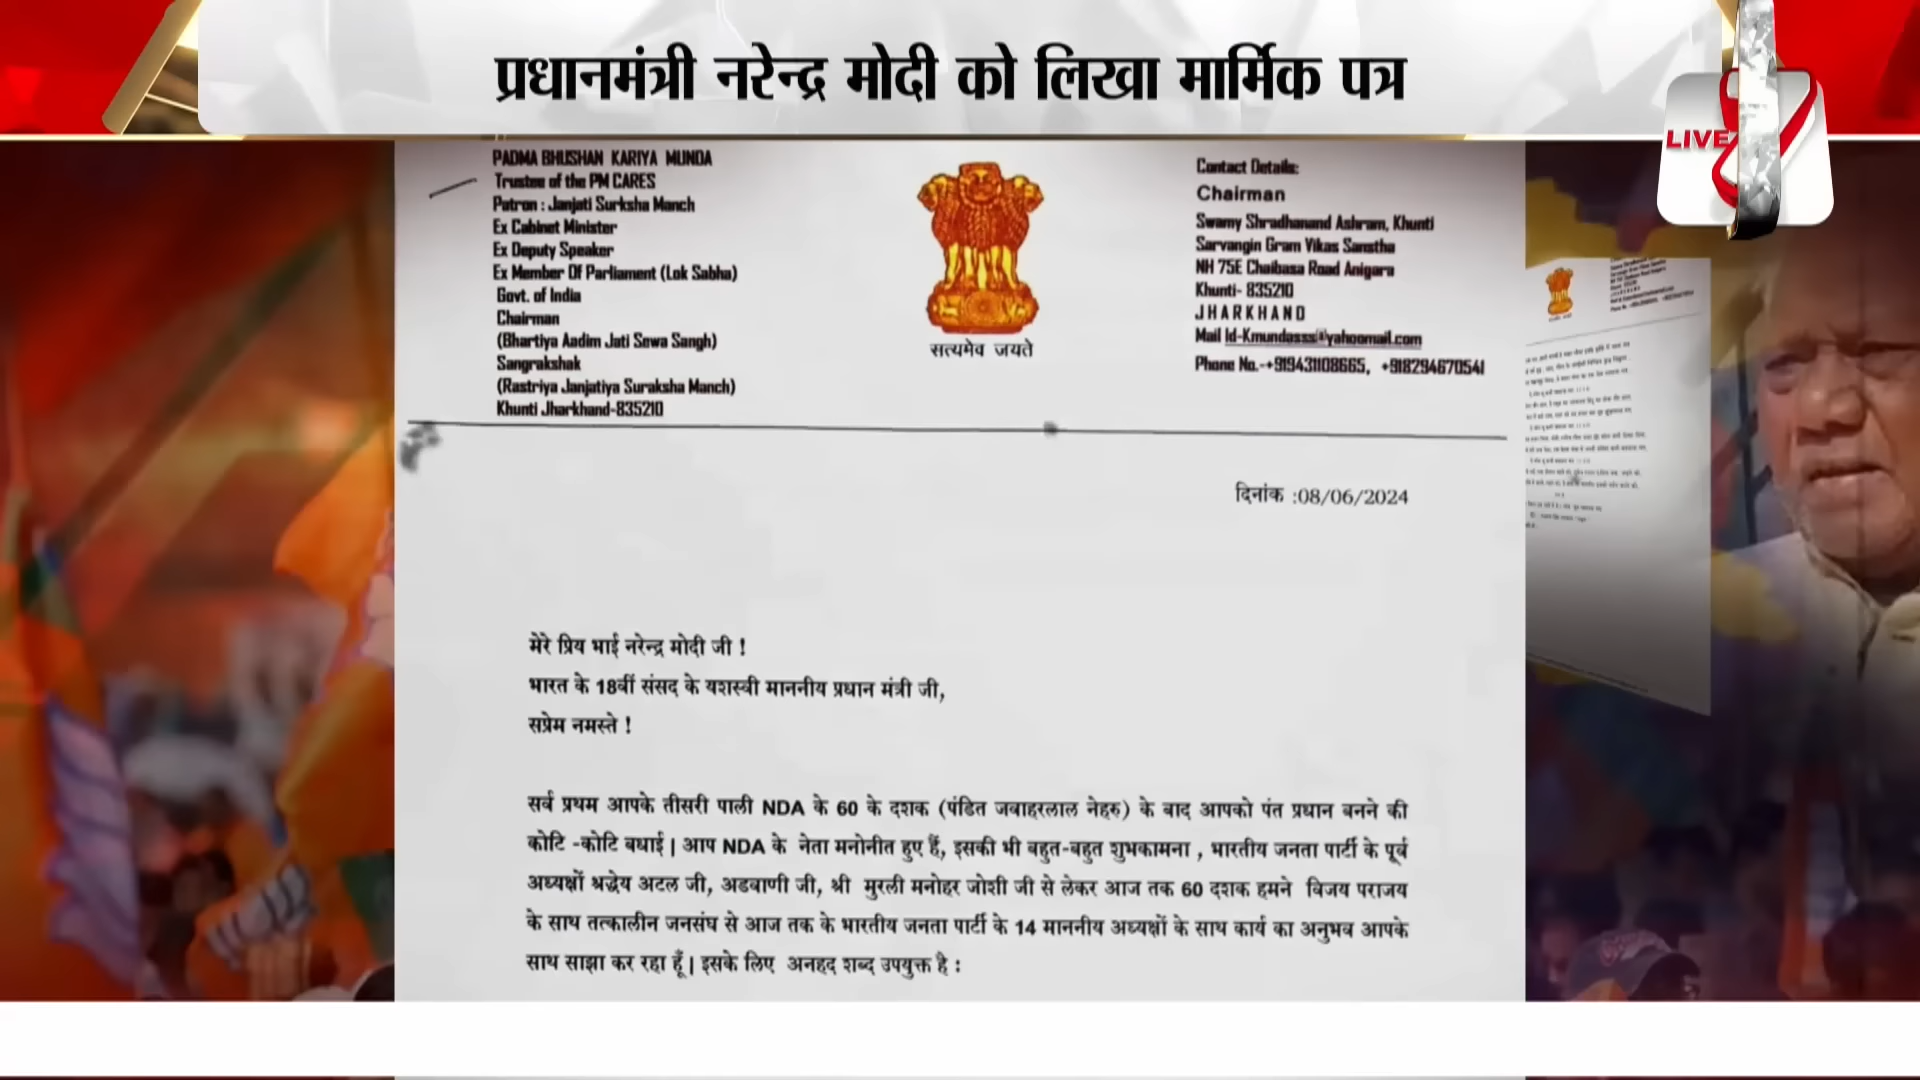 प्रधानमंत्री नरेन्द्र मोदी को लिखा मार्मिक पत्र
LIVE 7
PADMA BHUSHAN KARIYA MUNDA
Trustee of the PM CARES
Patron : Janjati Surksha Manch
Ex Cabinet Minister
Ex Deputy Speaker
Ex Member Of Parliament (Lok Sabha)
Govt. of India
Chairman
(Bhartiya Aadim Jati Sewa Sangh)
Sangrakshak
(Rastriya Janjatiya Suraksha Manch)
Khunti Jharkhand-835210
सत्यमेव जयते
Contact Details:
Chairman
Swamy Shradhanand Ashram, Khunti
Sarvangin Gram Vikas Sanstha
NH 75E Chaibasa Road Anigara
Khunti- 835210
JHARKHAND
Mail Id-Kmundasss@yahoomail.com
Phone No.-+919431108665, +918294670541
दिनांक :08/06/2024
मेरे प्रिय भाई नरेन्द्र मोदी जी !
भारत के 18वीं संसद के यशस्वी माननीय प्रधान मंत्री जी,
सप्रेम नमस्ते !
सर्व प्रथम आपके तीसरी पाली NDA के 60 के दशक (पंडित जवाहरलाल नेहरु) के बाद आपको पंत प्रधान बनने की
कोटि -कोटि बधाई | आप NDA के नेता मनोनीत हुए हैं, इसकी भी बहुत-बहुत शुभकामना , भारतीय जनता पार्टी के पूर्व
अध्यक्षों श्रद्धेय अटल जी, अडवाणी जी, श्री मुरली मनोहर जोशी जी से लेकर आज तक 60 दशक हमने विजय पराजय
के साथ तत्कालीन जनसंघ से आज तक के भारतीय जनता पार्टी के 14 माननीय अध्यक्षों के साथ कार्य का अनुभव आपके
साथ साझा कर रहा हूँ | इसके लिए अनहद शब्द उपयुक्त है :